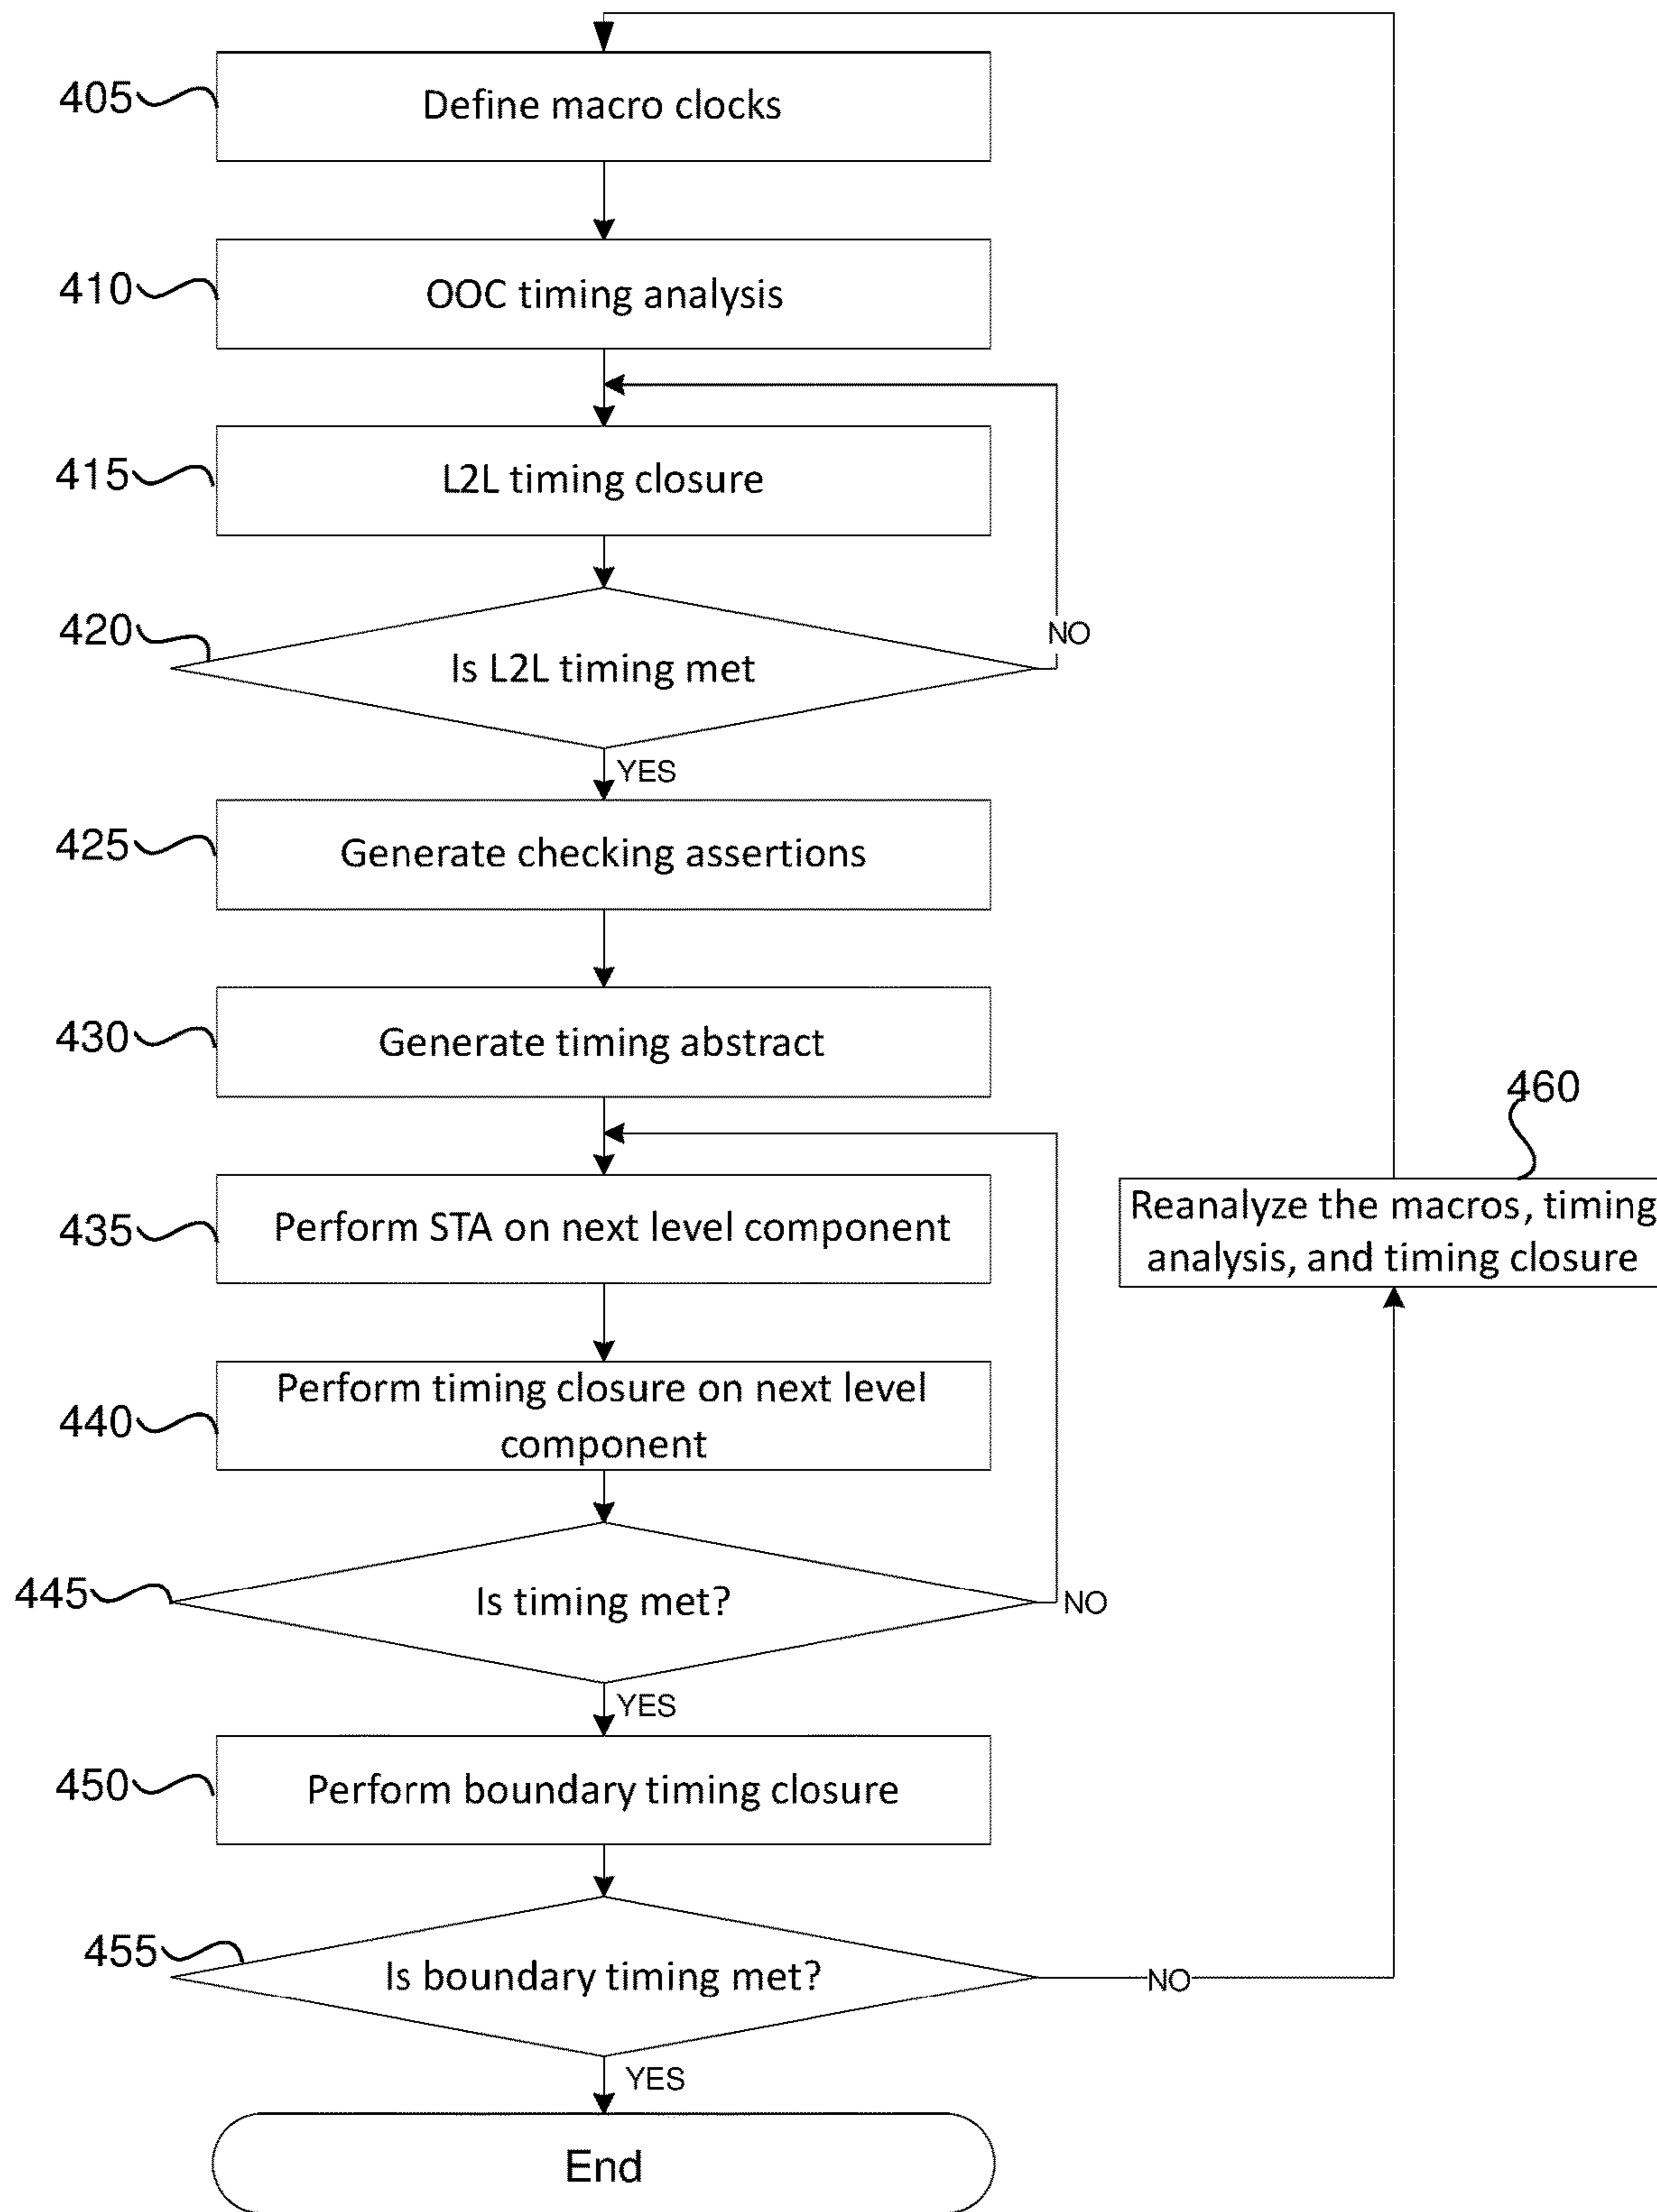 405
Define macro clocks
410
OOC timing analysis
415
L2L timing closure
420
Is L2L timing met
NO
YES
425
Generate checking assertions
430
Generate timing abstract
460
Reanalyze the macros, timing
analysis, and timing closure
435
Perform STA on next level component
440
Perform timing closure on next level
component
445
Is timing met?
NO
YES
450
Perform boundary timing closure
455
Is boundary timing met?
NO
YES
End